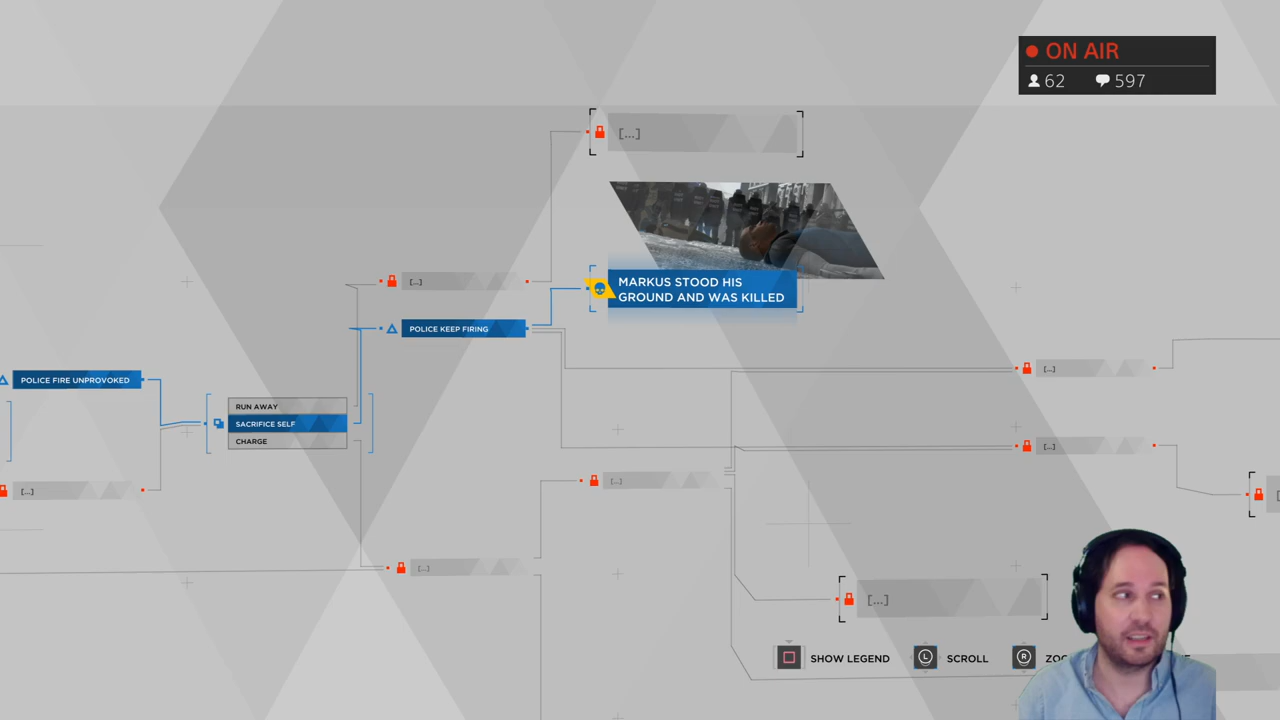 ON AIR
62 597
[...]
MARKUS STOOD HIS
GROUND AND WAS KILLED
[...]
POLICE KEEP FIRING
[...]
POLICE FIRE UNPROVOKED
RUN AWAY
SACRIFICE SELF
CHARGE
[...]
[...]
[...]
[...]
[...]
SHOW LEGEND
SCROLL